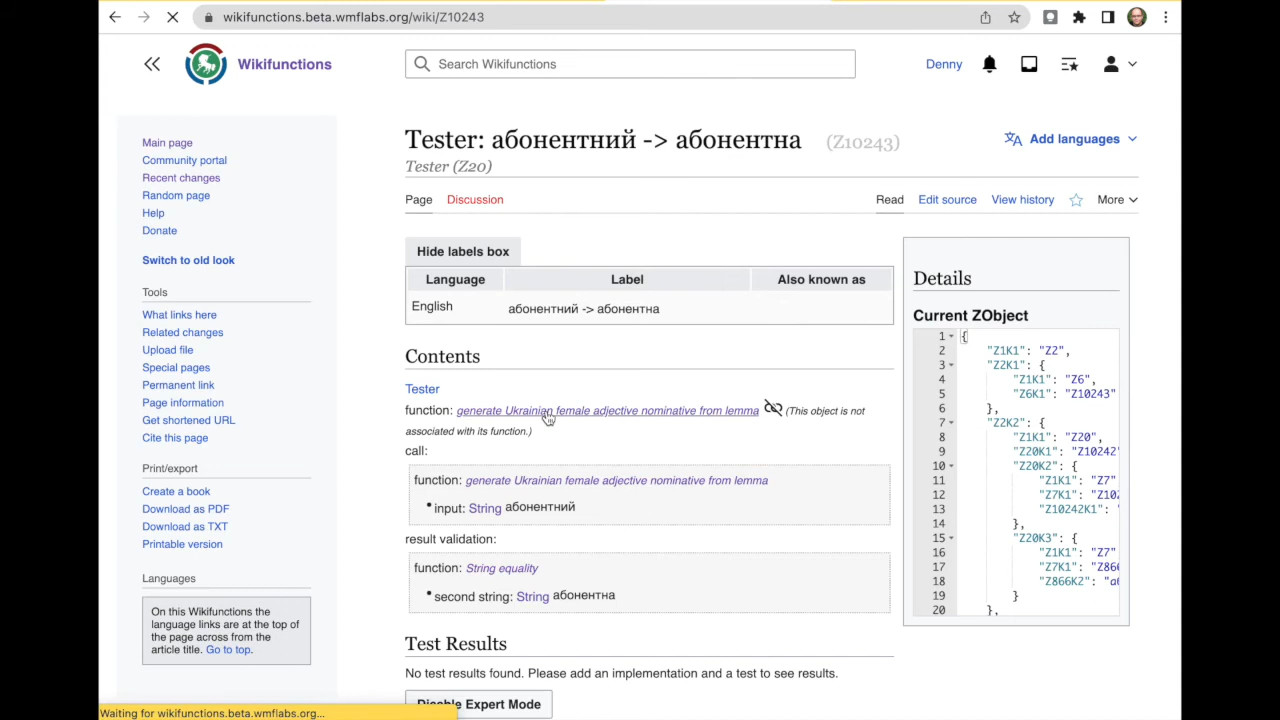 wikifunctions.beta.wmflabs.org/wiki/Z10243
Wikifunctions
Search Wikifunctions
Denny
Main page
Community portal
Recent changes
Random page
Help
Donate
Switch to old look
Tools
What links here
Related changes
Upload file
Special pages
Permanent link
Page information
Get shortened URL
Cite this page
Print/export
Create a book
Download as PDF
Download as TXT
Printable version
Languages
On this Wikifunctions the
language links are at the top of
the page across from the
article title. Go to top.
Tester: абонентний -> абонентна (Z10243)
Add languages
Tester (Z20)
Page Discussion Read Edit source View history More
Hide labels box
Language Label Also known as
English абонентний -> абонентна
Contents
Tester
function: generate Ukrainian female adjective nominative from lemma (This object is not
associated with its function.)
call:
function: generate Ukrainian female adjective nominative from lemma
• input: String абонентний
result validation:
function: String equality
• second string: String абонентна
Test Results
No test results found. Please add an implementation and a test to see results.
Disable Expert Mode
Details
Current ZObject
1 {
2 "Z1K1": "Z2",
3 "Z2K1": {
4 "Z1K1": "Z6",
5 "Z6K1": "Z10243"
6 },
7 "Z2K2": {
8 "Z1K1": "Z20",
9 "Z20K1": "Z10242"
10 "Z20K2": {
11 "Z1K1": "Z7"
12 "Z7K1": "Z102
13 "Z10242K1": "
14 },
15 "Z20K3": {
16 "Z1K1": "Z7"
17 "Z7K1": "Z866
18 "Z866K2": "аб
19 }
20 },
Waiting for wikifunctions.beta.wmflabs.org...